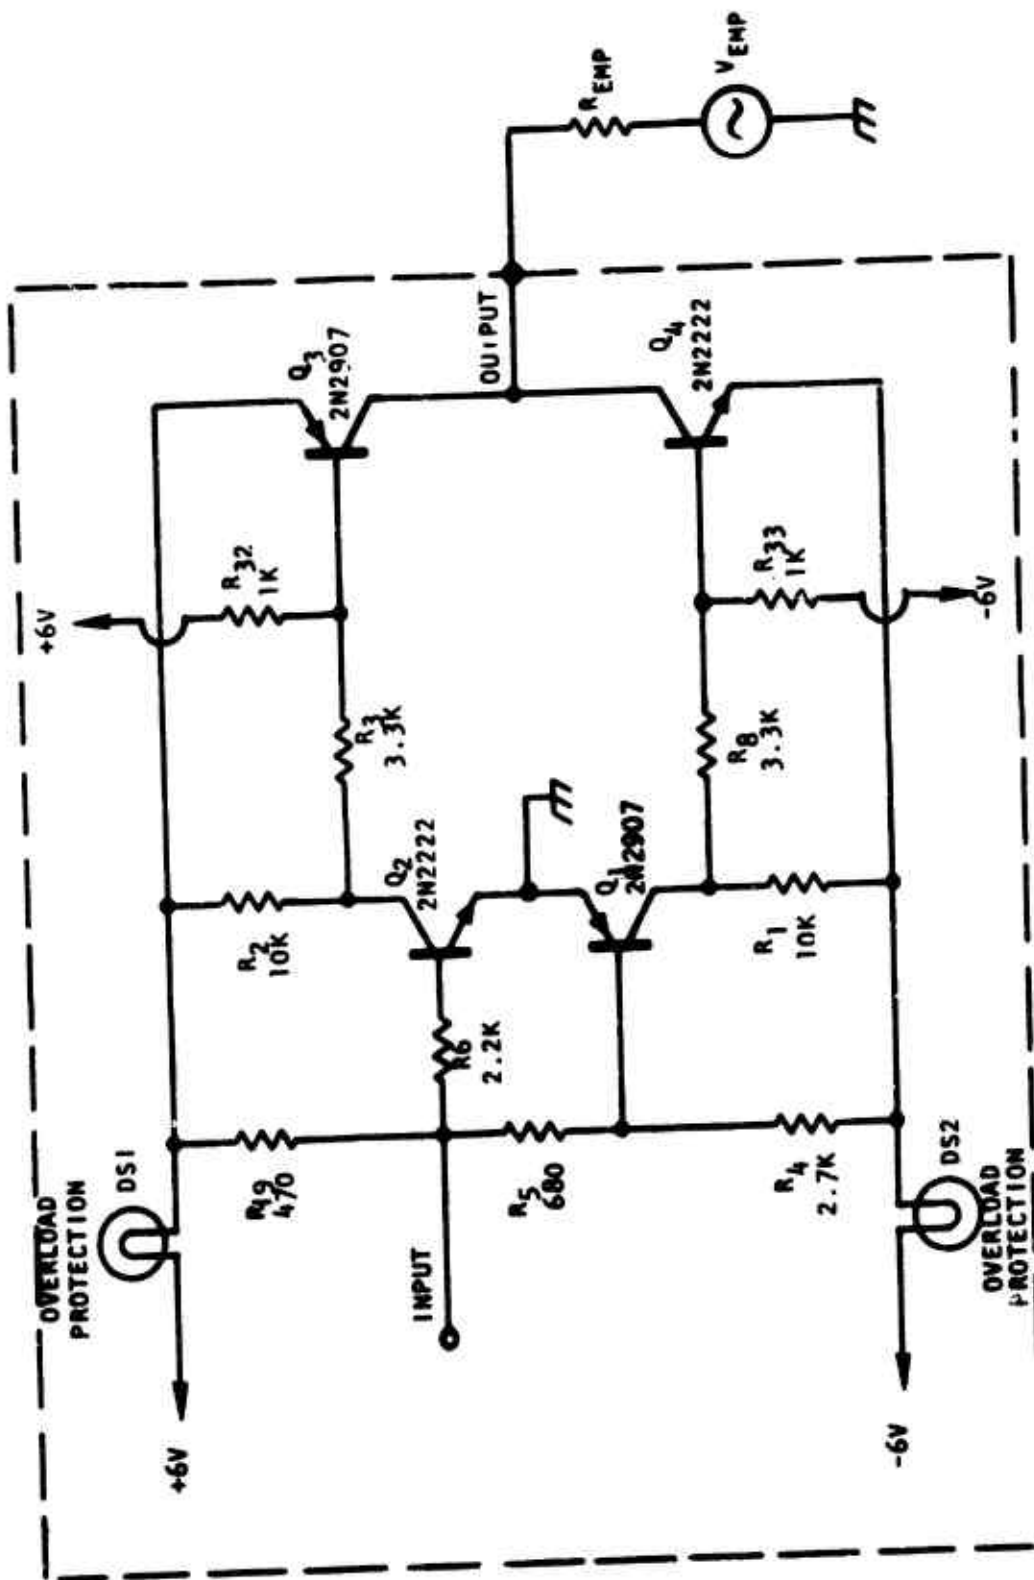 OVERLOAD
PROTECTION
DS1
+6V
R19
470
INPUT
R5
680
R4
2.7K
-6V
DS2
OVERLOAD
PROTECTION
R6
2.2K
R2
10K
Q2
2N2222
Q1
2N2907
R1
10K
R3
3.3K
R8
3.3K
+6V
R32
1K
R33
1K
-6V
Q3
2N2907
OUTPUT
Q4
2N2222
REMP
VEMP